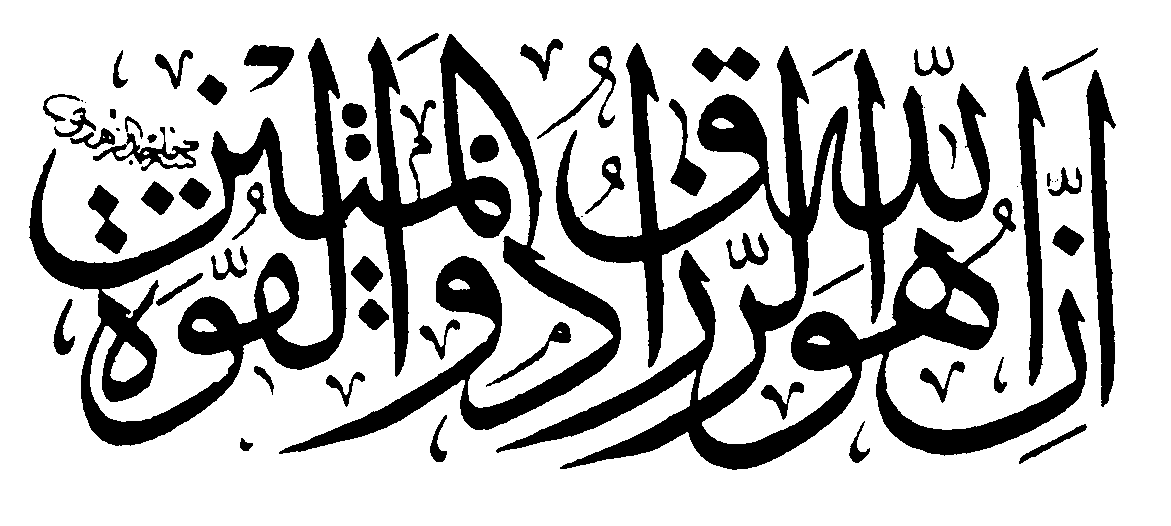 إِنَّ اللَّهَ هُوَ الرَّزَّاقُ ذُو الْقُوَّةِ الْمَتِينُ